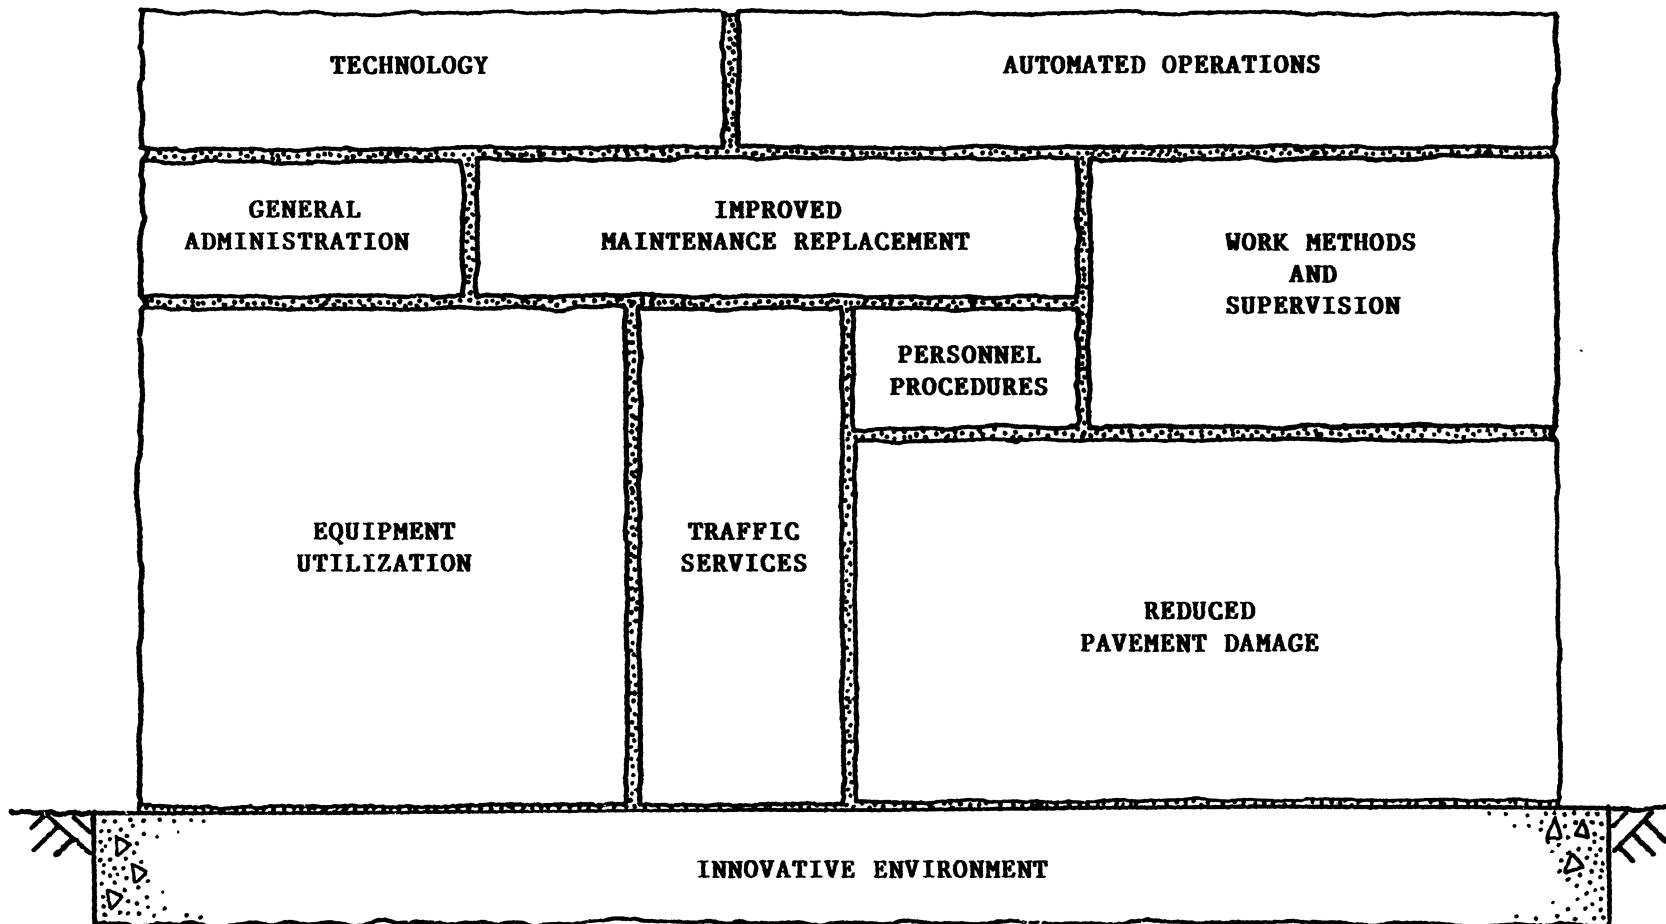 TECHNOLOGY
AUTOMATED OPERATIONS
GENERAL
ADMINISTRATION
IMPROVED
MAINTENANCE REPLACEMENT
WORK METHODS
AND
SUPERVISION
PERSONNEL
PROCEDURES
EQUIPMENT
UTILIZATION
TRAFFIC
SERVICES
REDUCED
PAVEMENT DAMAGE
INNOVATIVE ENVIRONMENT